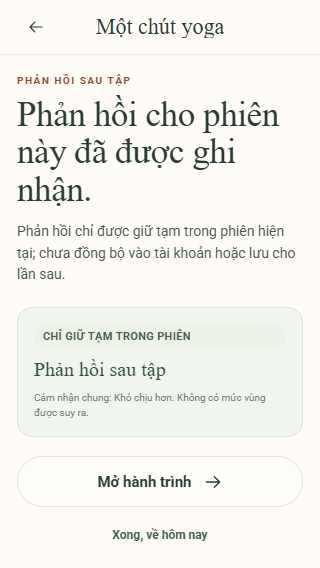 Một chút yoga
PHẢN HỒI SAU TẬP
Phản hồi cho phiên
này đã được ghi
nhận.
Phản hồi chỉ được giữ tạm trong phiên hiện
tại; chưa đồng bộ vào tài khoản hoặc lưu cho
lần sau.
CHỈ GIỮ TẠM TRONG PHIÊN
Phản hồi sau tập
Cảm nhận chung: Khó chịu hơn. Không có mức vùng
được suy ra.
Mở hành trình
Xong, về hôm nay